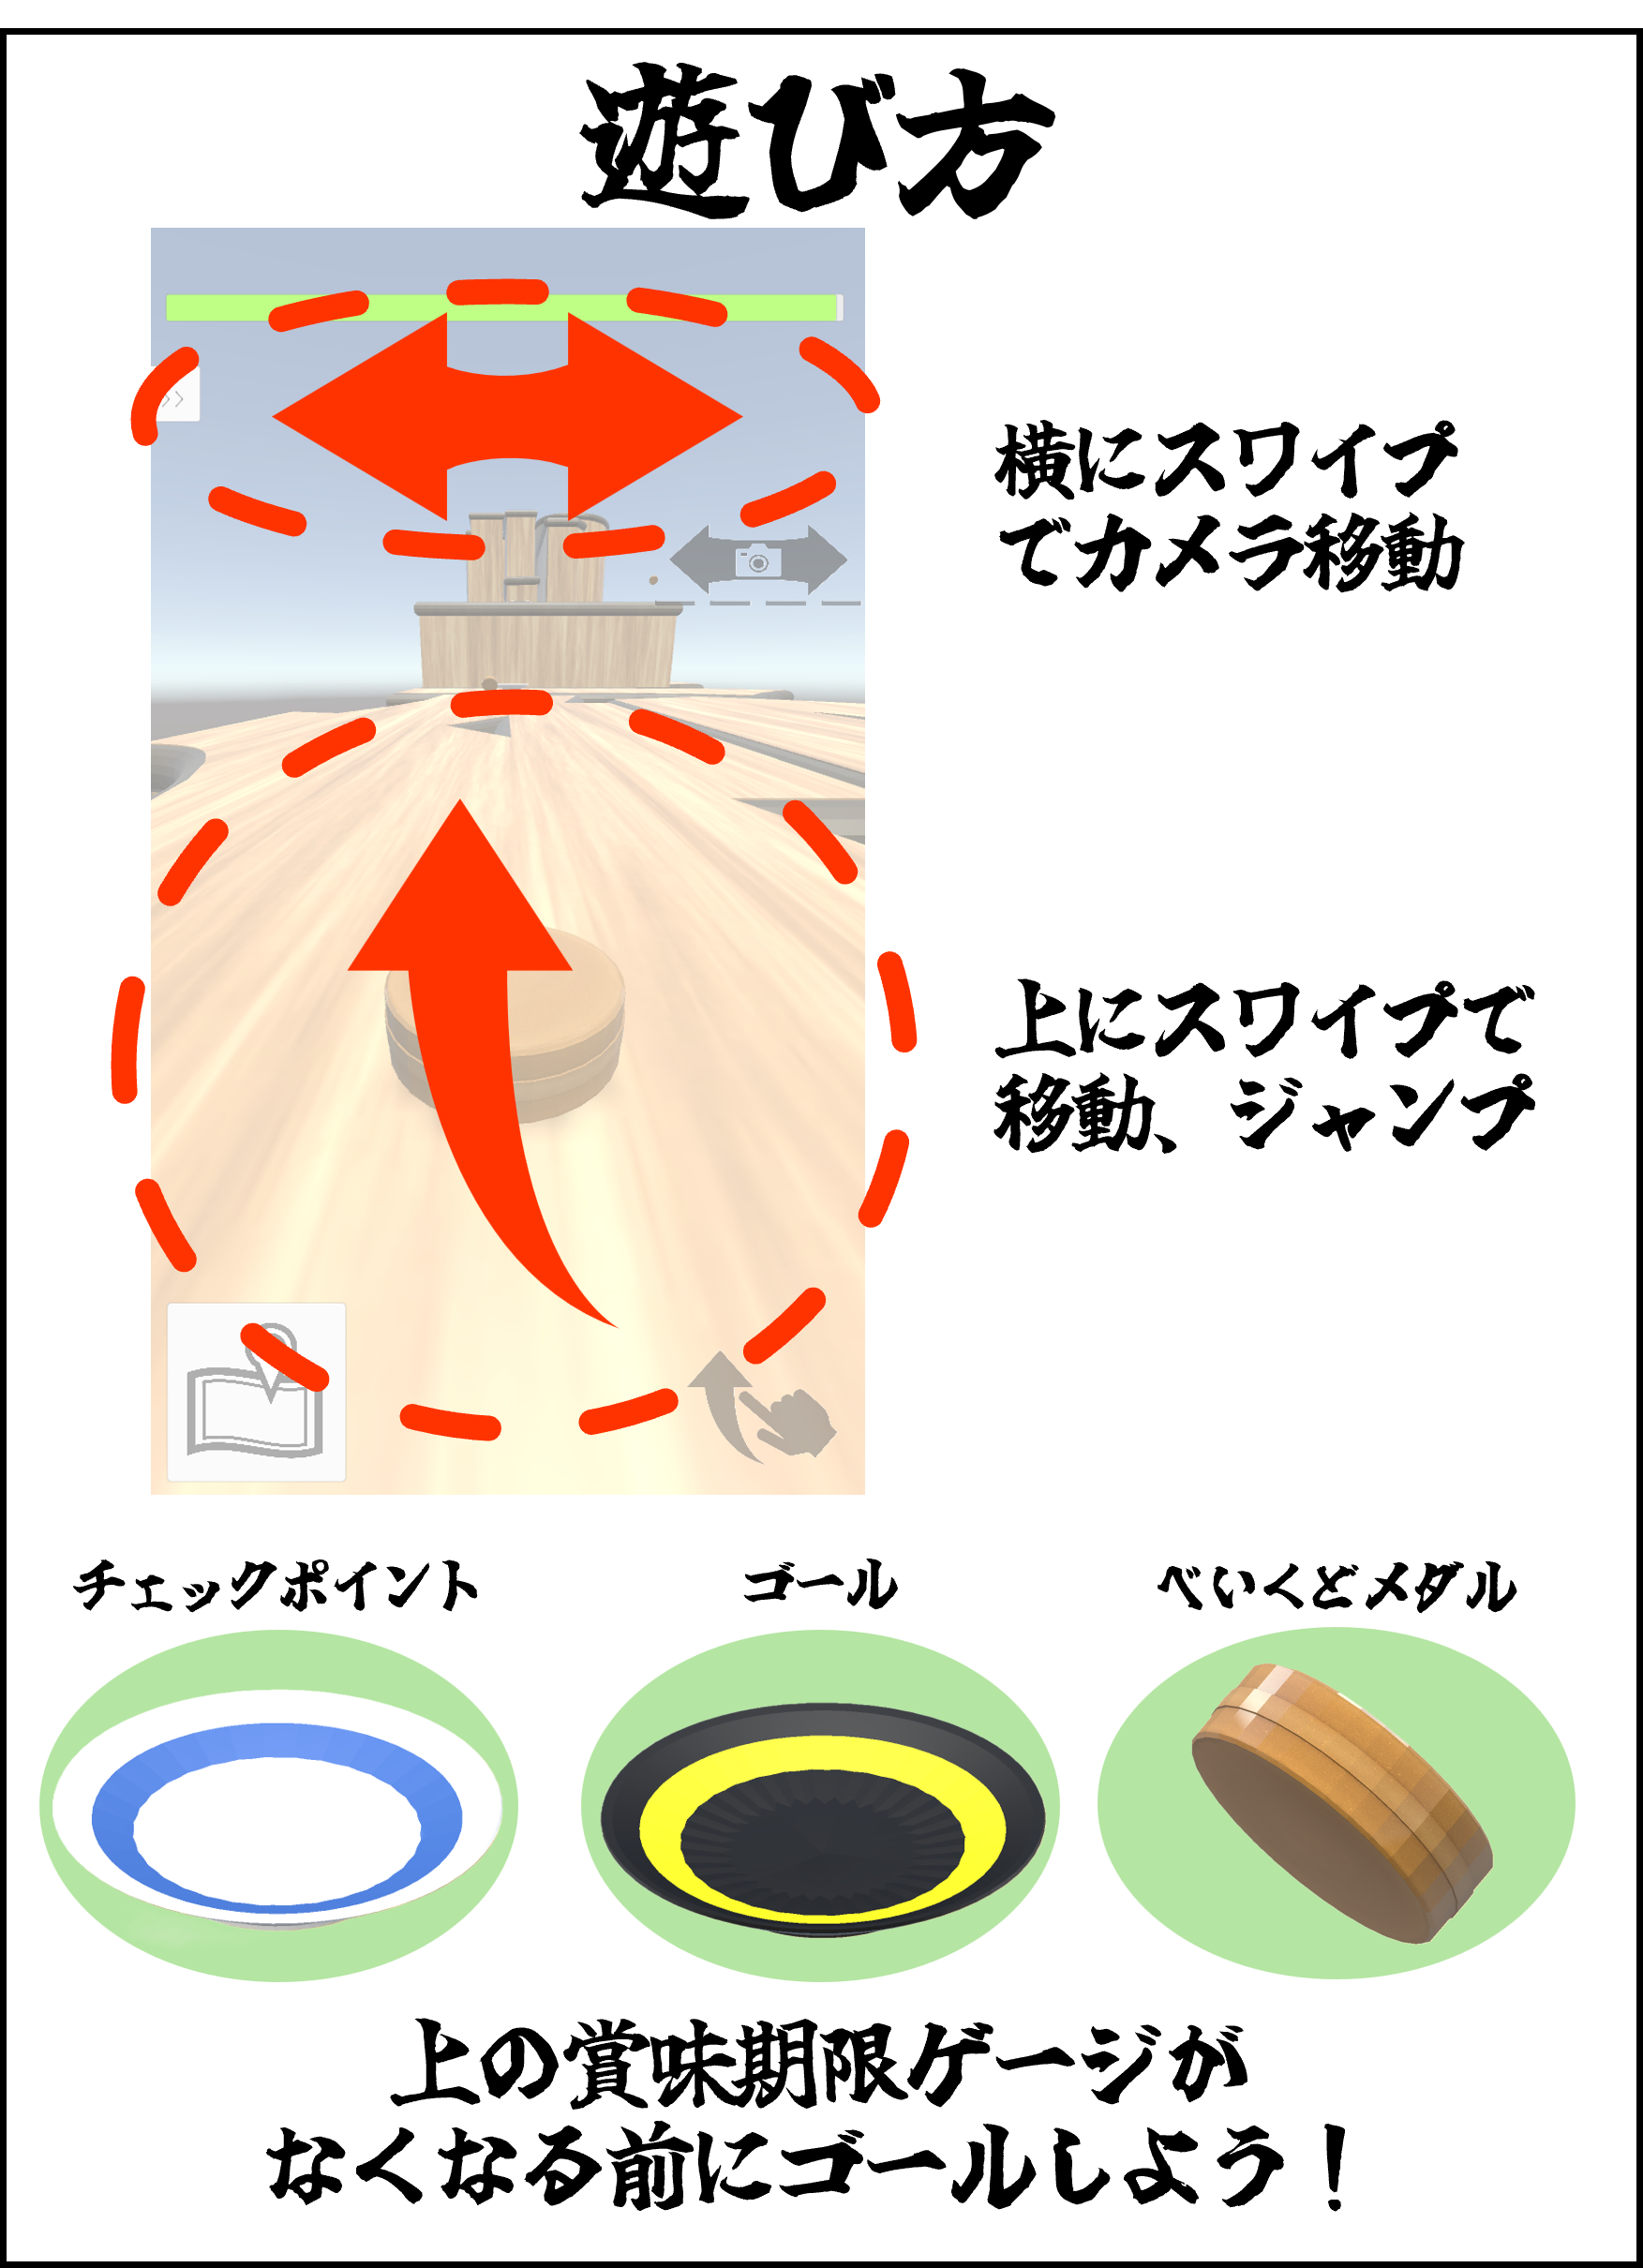 遊び方
横にスワイプ
でカメラ移動
上にスワイプで
移動、ジャンプ
チェックポイント
ゴール
べいくどメダル
上の賞味期限ゲージが
なくなる前にゴールしよう！